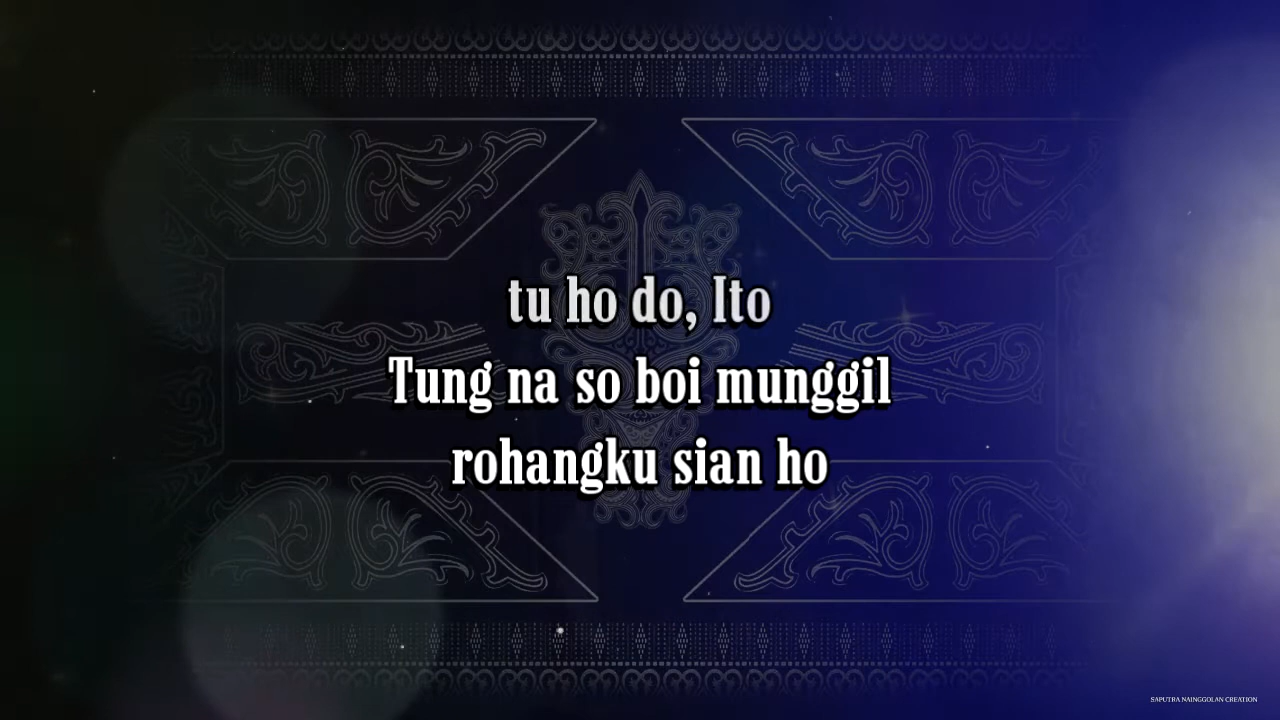 tu ho do, Ito
Tung na so boi munggil
rohangku sian ho
SAPUTRA NAINGGOLAN CREATION